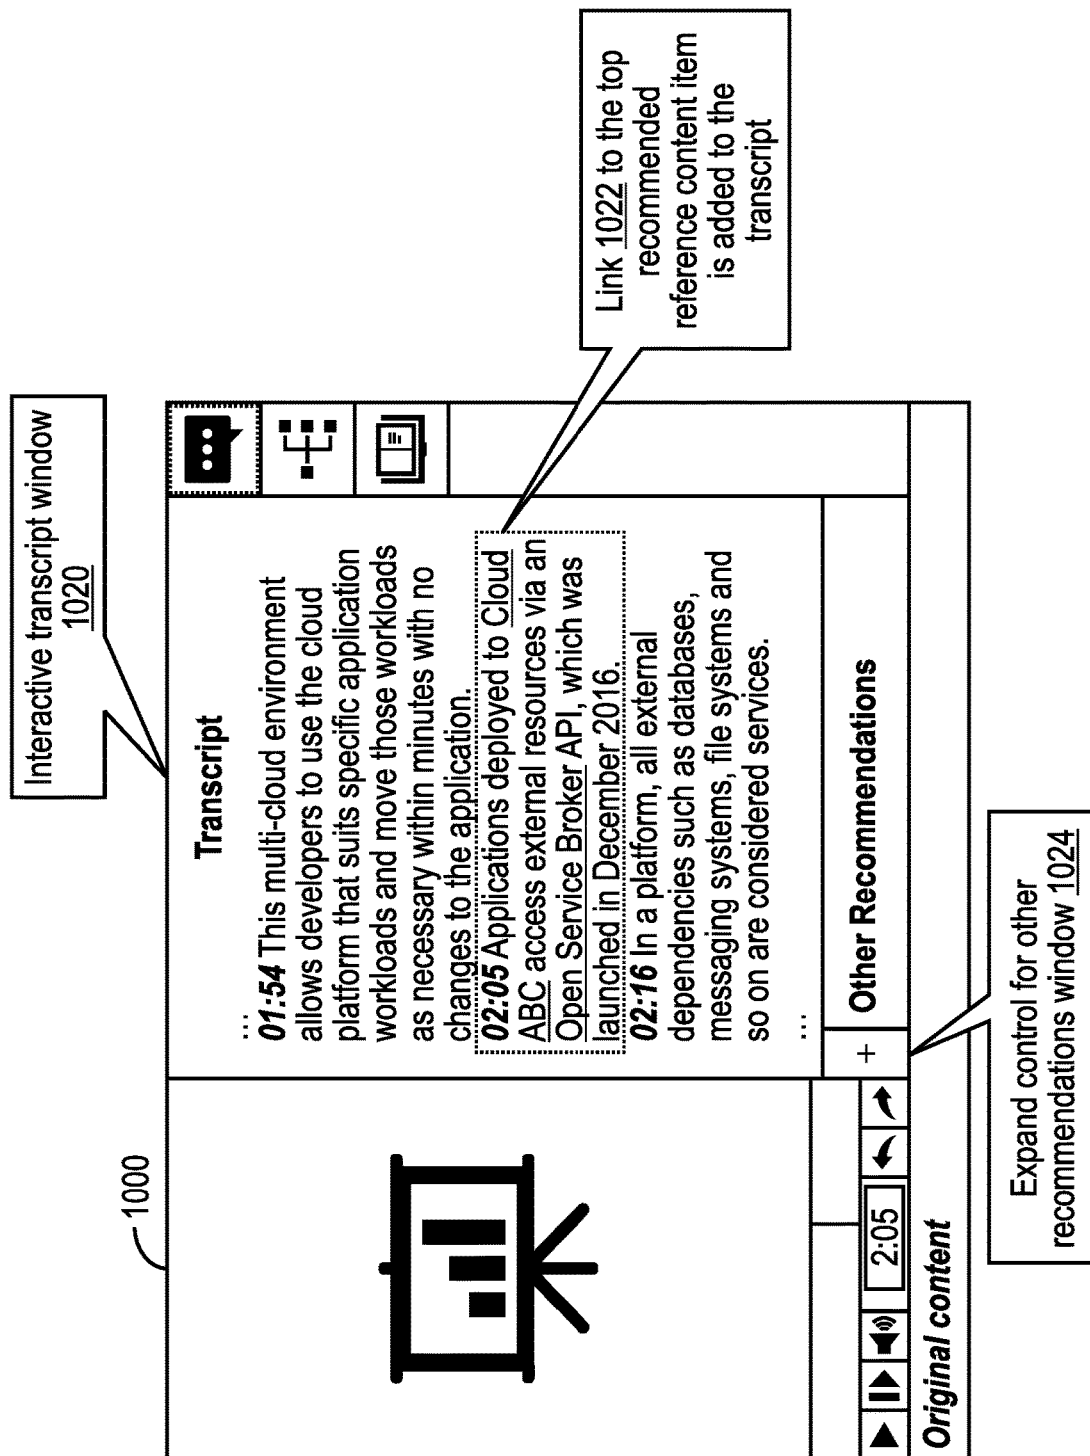 1000
Interactive transcript window
1020
Transcript
...
01:54 This multi-cloud environment
allows developers to use the cloud
platform that suits specific application
workloads and move those workloads
as necessary within minutes with no
changes to the application.
02:05 Applications deployed to Cloud
ABC access external resources via an
Open Service Broker API, which was
launched in December 2016.
02:16 In a platform, all external
dependencies such as databases,
messaging systems, file systems and
so on are considered services.
...
Link 1022 to the top
recommended
reference content item
is added to the
transcript
2:05
+
Other Recommendations
Original content
Expand control for other
recommendations window 1024